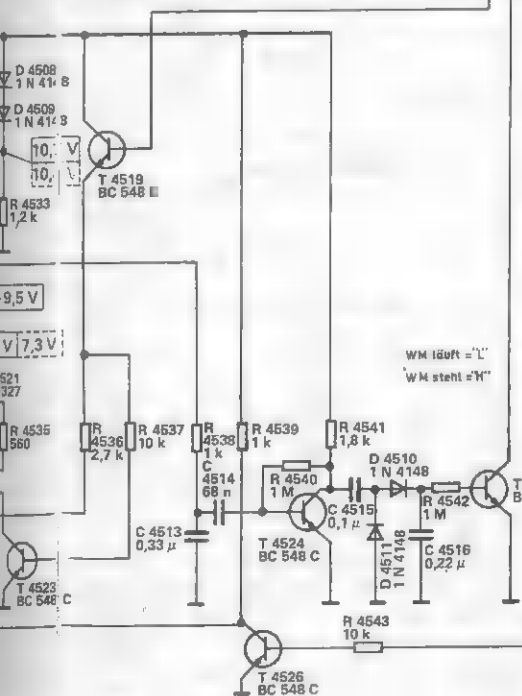 D 4508
1 N 4148
D 4509
1 N 4148
10, V
10,
T 4519
BC 548
R 4533
1,2 k
9,5 V
V 7,3 V
521
327
R 4535
560
R
4536
2,7 k
R 4537
10 k
R
4538
1 k
R 4539
1 k
R 4541
1,8 k
WM läuft = "L"
WM steht = "H"
C
4514
68 n
R 4540
1 M
D 4510
1 N 4148
C 4513
0,33 µ
T 4524
BC 548 C
C 4515
0,1 µ
D 4511
1 N 4148
R 4542
1 M
C 4516
0,22 µ
T
B
T 4523
BC 548 C
R 4543
10 k
T 4526
BC 548 C